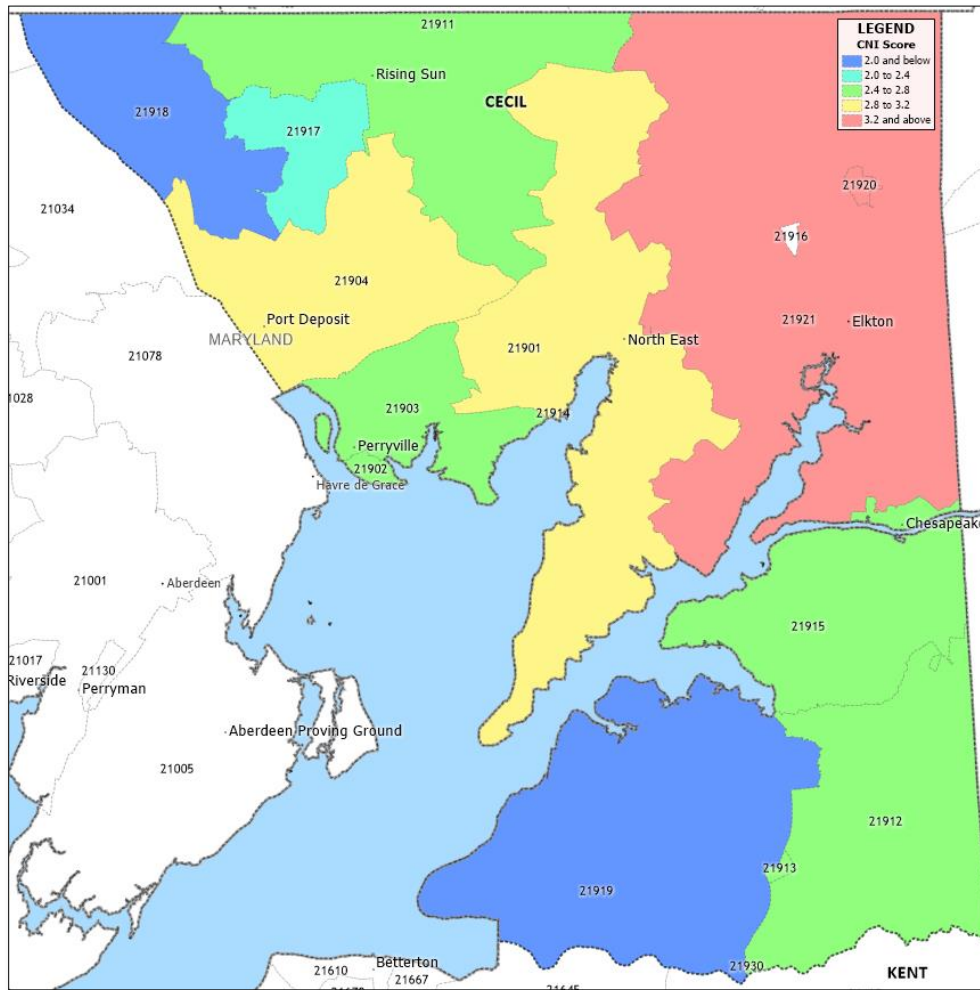 LEGEND
CNI Score
2.0 and below
2.0 to 2.4
2.4 to 2.8
2.8 to 3.2
3.2 and above
21911
Rising Sun
CECIL
21918
21917
21920
21034
21916
21904
Port Deposit
MARYLAND
21921
Elkton
21078
21901
North East
21028
21903
21914
Perryville
21902
Havre de Grace
Chesapeake
21001
Aberdeen
21915
21017
Riverside
21130
Perryman
Aberdeen Proving Ground
21005
21912
21913
21919
Betterton
21930
KENT
21610
21667
21645